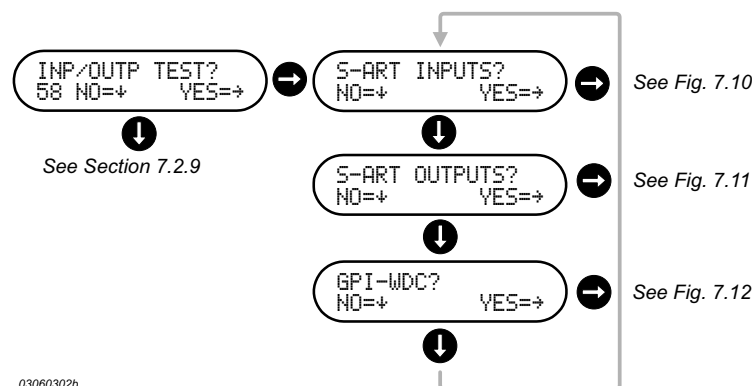 INP/OUTP TEST?
58 NO=↓ YES=→
See Section 7.2.9
S-ART INPUTS?
NO=↓ YES=→
See Fig. 7.10
S-ART OUTPUTS?
NO=↓ YES=→
See Fig. 7.11
GPI-WDC?
NO=↓ YES=→
See Fig. 7.12
03060302b